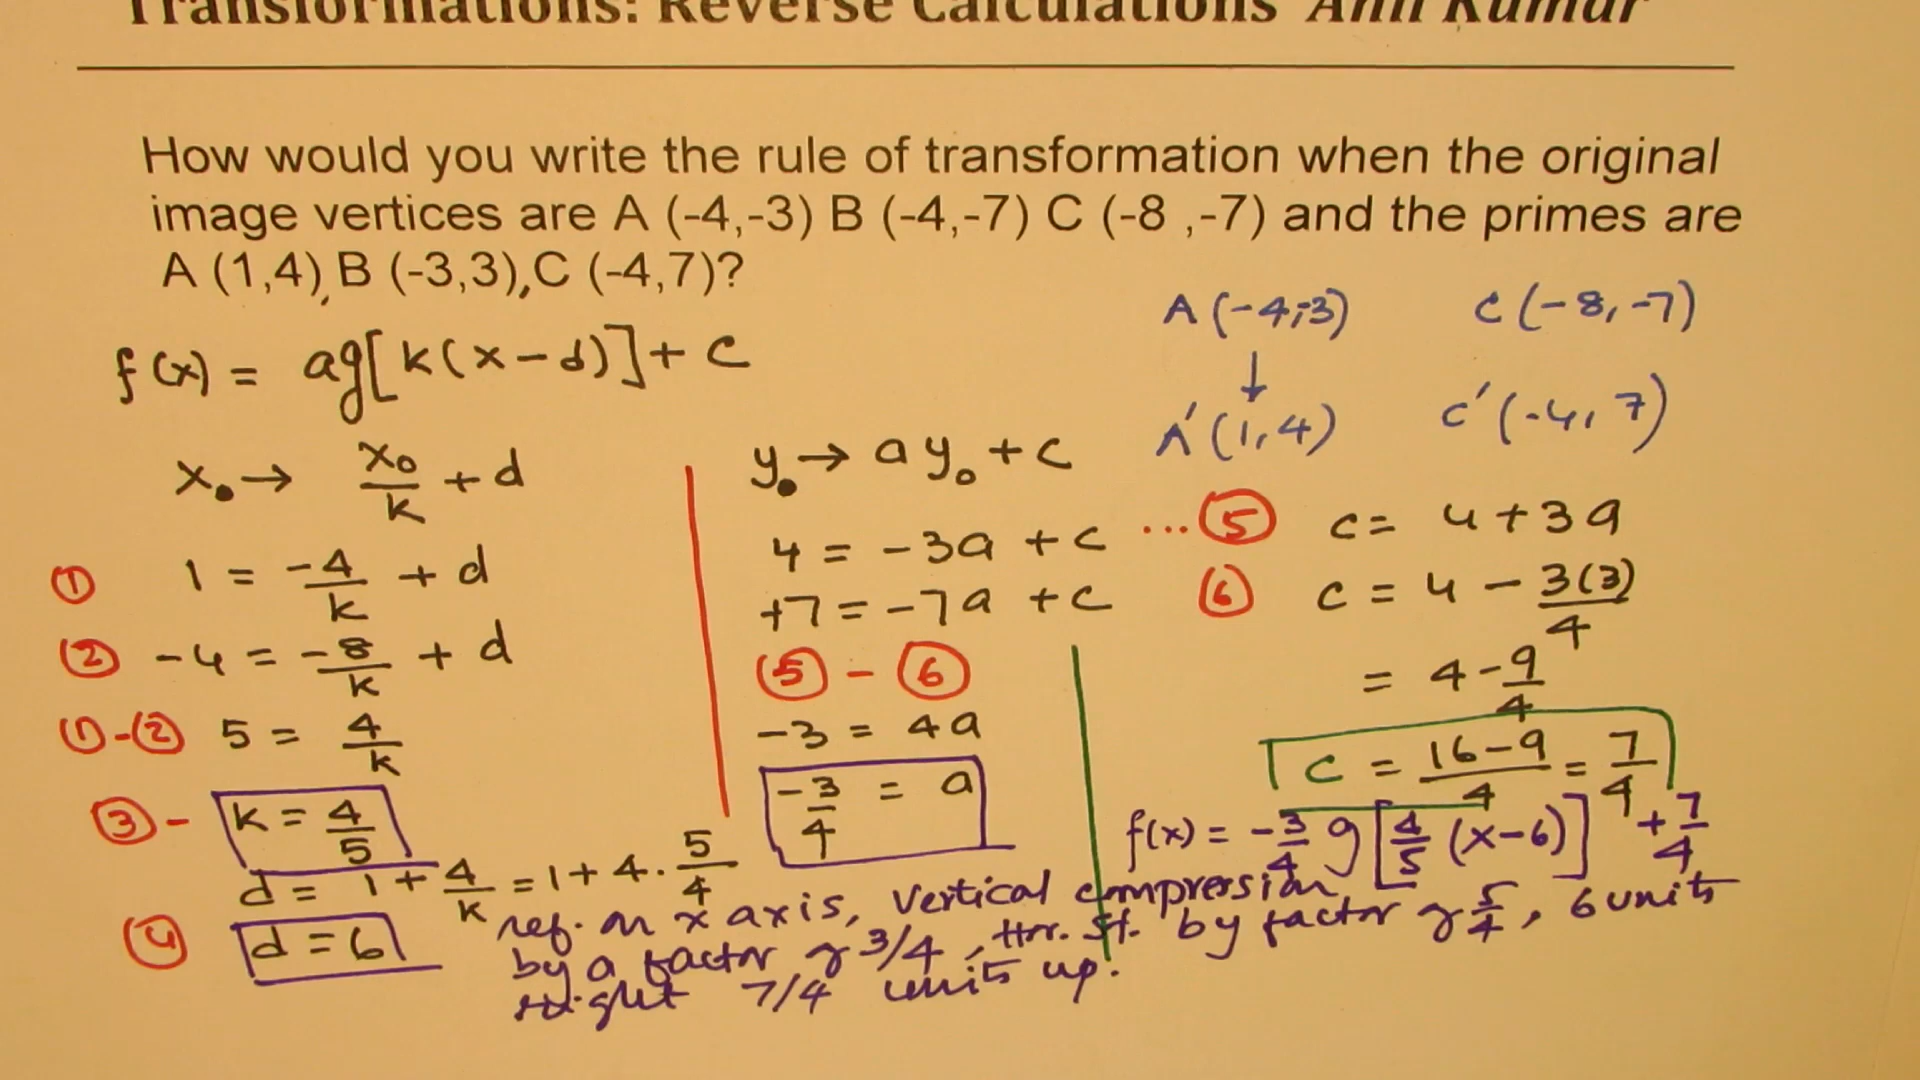 Transformations: Reverse Calculations Anil Kumar
How would you write the rule of transformation when the original
image vertices are A (-4,-3) B (-4,-7) C (-8 ,-7) and the primes are
A (1,4), B (-3,3), C (-4,7)?
A (-4,-3) C (-8, -7)
↓
A' (1, 4) C' (-4, 7)
f(x) = ag[k(x-d)] + c
x₀ → x₀/k + d
① 1 = -4/k + d
② -4 = -8/k + d
①-② 5 = 4/k
③- k = 4/5
d = 1 + 4/k = 1 + 4 · 5/4
④ d = 6
y₀ → a y₀ + c
4 = -3a + c ... ⑤
+7 = -7a + c ⑥
⑤ - ⑥
-3 = 4a
-3/4 = a
c = 4 + 3a
c = 4 - 3(3)/4
= 4 - 9/4
c = 16-9/4 = 7/4
f(x) = -3/4 g [4/5 (x-6)] + 7/4
ref. on x axis, vertical compression
by a factor of 3/4, Hor. St. by factor of 5/4, 6 units
right 7/4 units up.